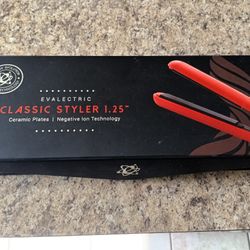 EVALECTRIC
CLASSIC STYLER 1.25"
Ceramic Plates | Negative Ion Technology